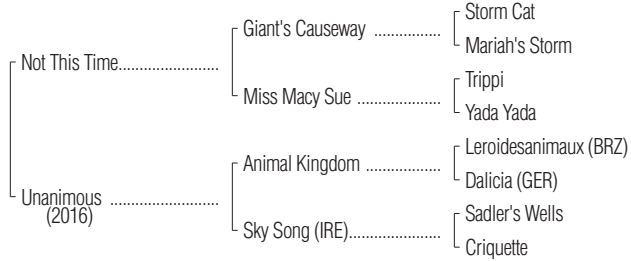 Storm Cat
Giant's Causeway ................
Mariah's Storm
Not This Time........................
Trippi
Miss Macy Sue ....................
Yada Yada
Leroidesanimaux (BRZ)
Animal Kingdom ..................
Dalicia (GER)
Unanimous ..........................
(2016)
Sadler's Wells
Sky Song (IRE)......................
Criquette